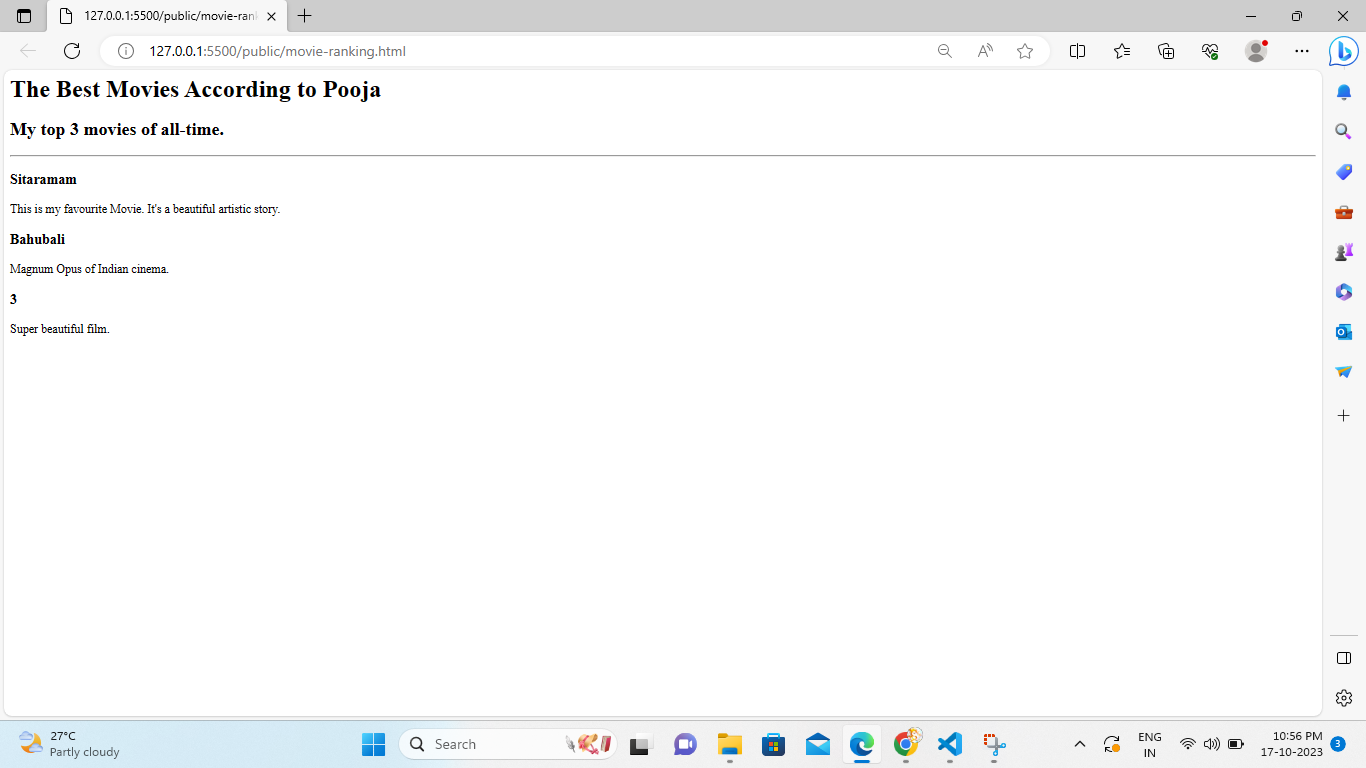 127.0.0.1:5500/public/movie-rank
127.0.0.1:5500/public/movie-ranking.html
The Best Movies According to Pooja
My top 3 movies of all-time.
Sitaramam
This is my favourite Movie. It's a beautiful artistic story.
Bahubali
Magnum Opus of Indian cinema.
3
Super beautiful film.
27°C
Partly cloudy
Search
ENG
IN
10:56 PM
17-10-2023
3